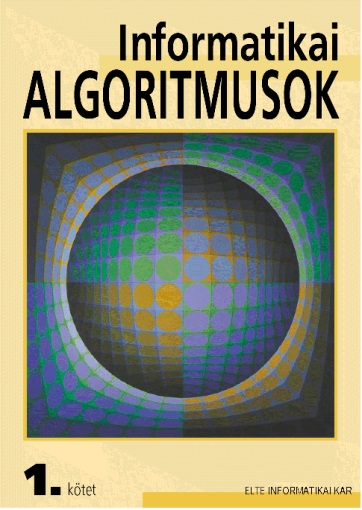 Informatikai
ALGORITMUSOK
1. kötet
ELTE INFORMATIKAI KAR